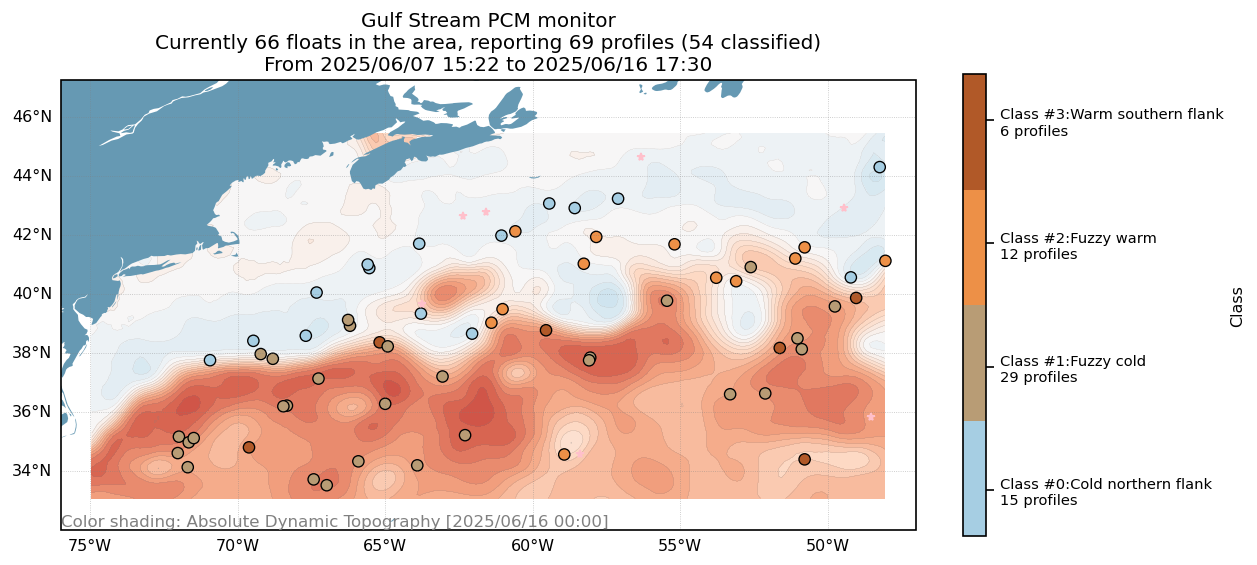 Gulf Stream PCM monitor
Currently 66 floats in the area, reporting 69 profiles (54 classified)
From 2025/06/07 15:22 to 2025/06/16 17:30
46°N
44°N
42°N
40°N
38°N
36°N
34°N
Color shading: Absolute Dynamic Topography [2025/06/16 00:00]
75°W
70°W
65°W
60°W
55°W
50°W
Class #3:Warm southern flank
6 profiles
Class #2:Fuzzy warm
12 profiles
Class #1:Fuzzy cold
29 profiles
Class #0:Cold northern flank
15 profiles
Class